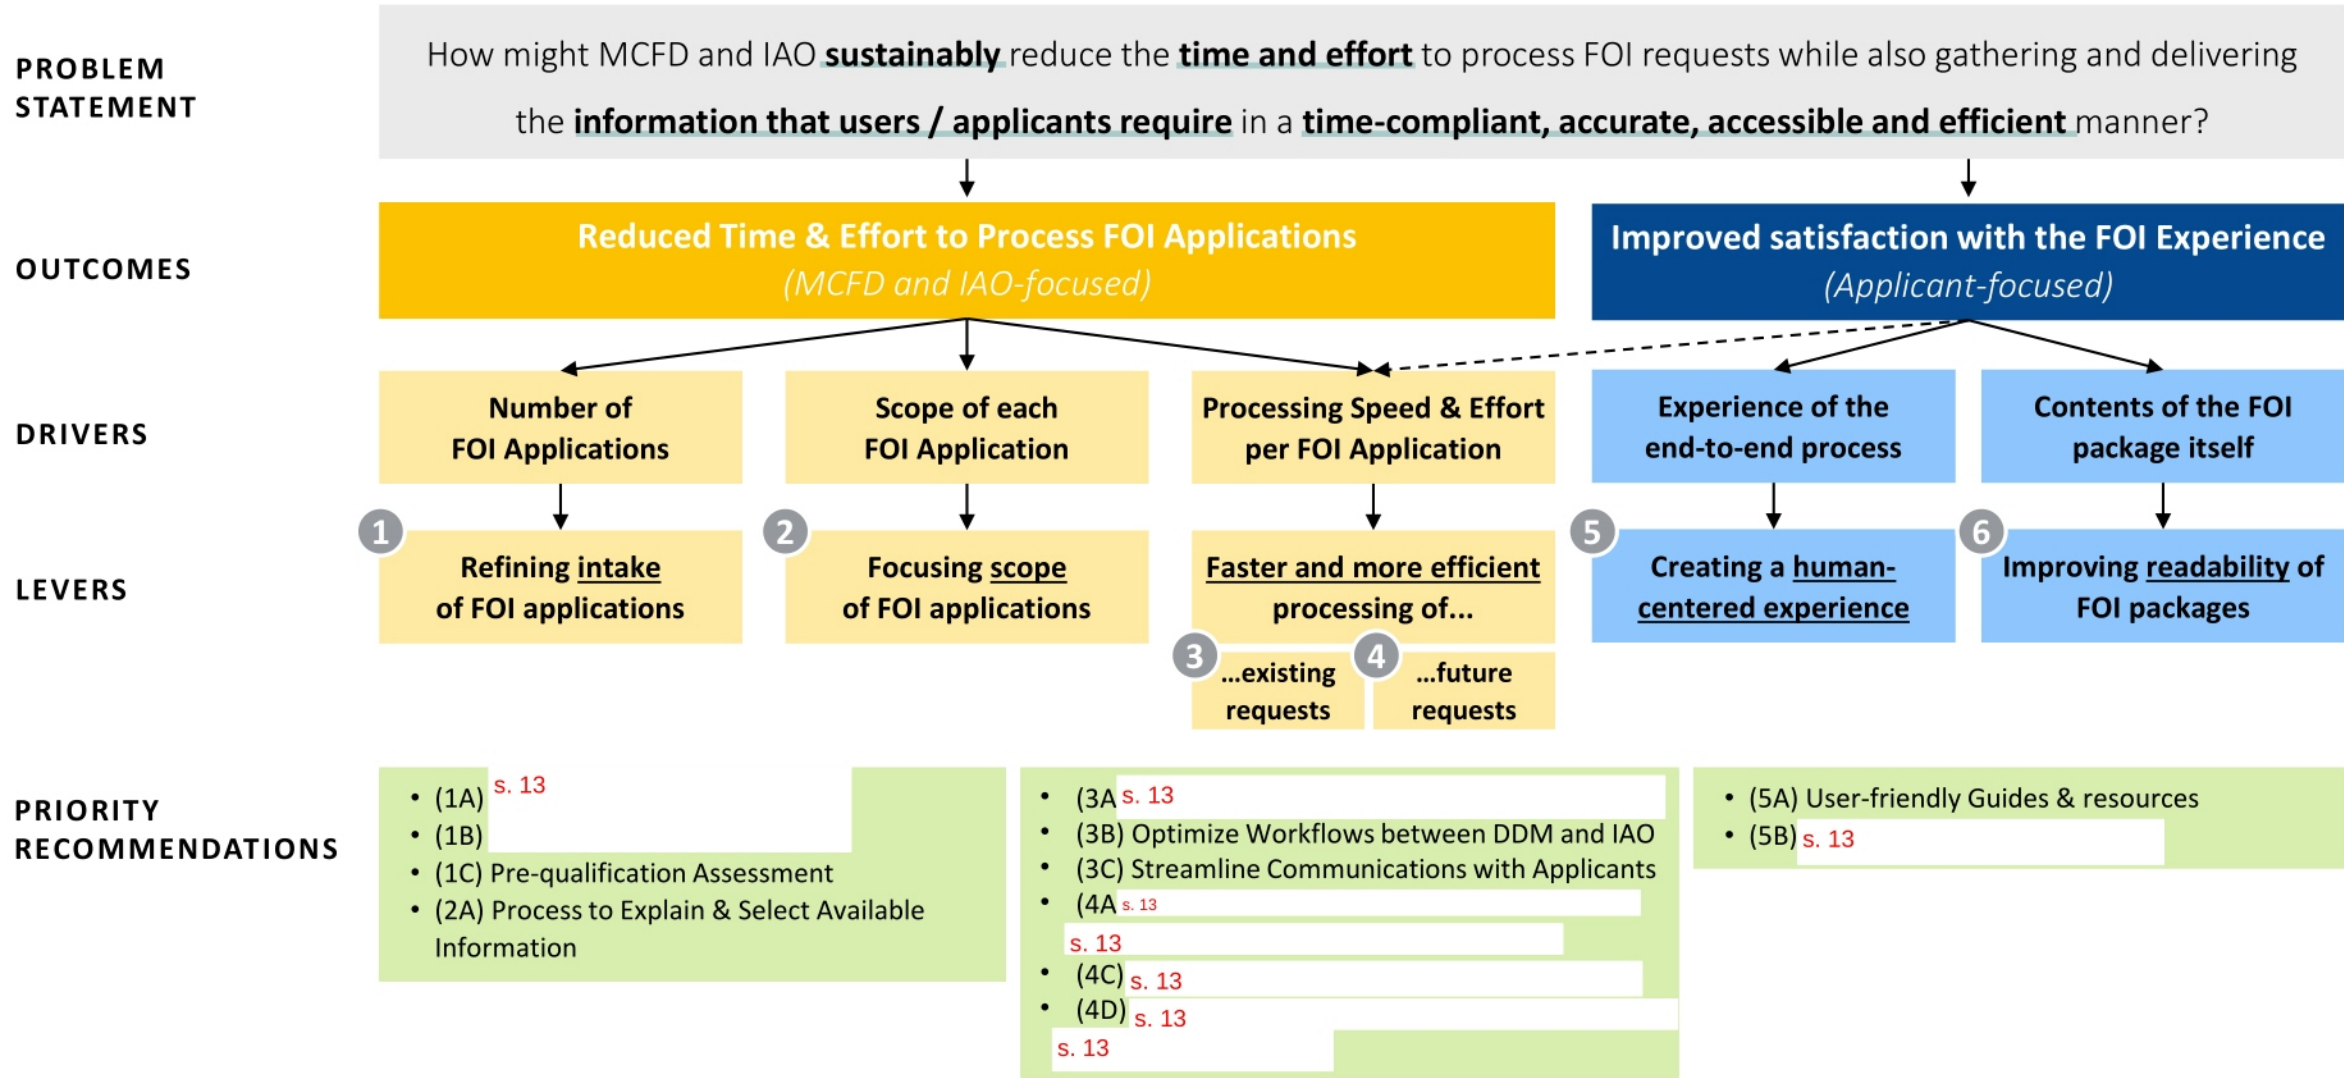 PROBLEM
STATEMENT
How might MCFD and IAO sustainably reduce the time and effort to process FOI requests while also gathering and delivering
the information that users / applicants require in a time-compliant, accurate, accessible and efficient manner?
OUTCOMES
Reduced Time & Effort to Process FOI Applications
(MCFD and IAO-focused)
Improved satisfaction with the FOI Experience
(Applicant-focused)
DRIVERS
Number of
FOI Applications
Scope of each
FOI Application
Processing Speed & Effort
per FOI Application
Experience of the
end-to-end process
Contents of the FOI
package itself
LEVERS
1
Refining intake
of FOI applications
2
Focusing scope
of FOI applications
Faster and more efficient
processing of...
3
...existing
requests
4
...future
requests
5
Creating a human-
centered experience
6
Improving readability of
FOI packages
PRIORITY
RECOMMENDATIONS
• (1A) s. 13
• (1B)
• (1C) Pre-qualification Assessment
• (2A) Process to Explain & Select Available
Information
• (3A s. 13
• (3B) Optimize Workflows between DDM and IAO
• (3C) Streamline Communications with Applicants
• (4A s. 13
s. 13
• (4C) s. 13
• (4D) s. 13
s. 13
• (5A) User-friendly Guides & resources
• (5B) s. 13